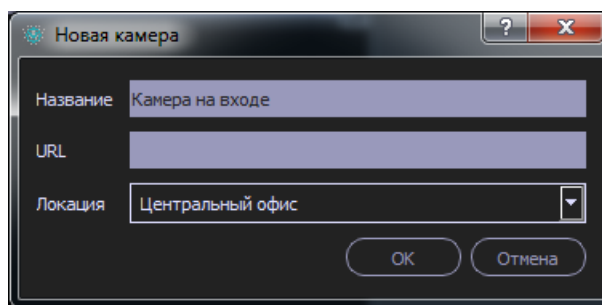 Новая камера
?
X
Название
Камера на входе
URL
Локация
Центральный офис
OK
Отмена